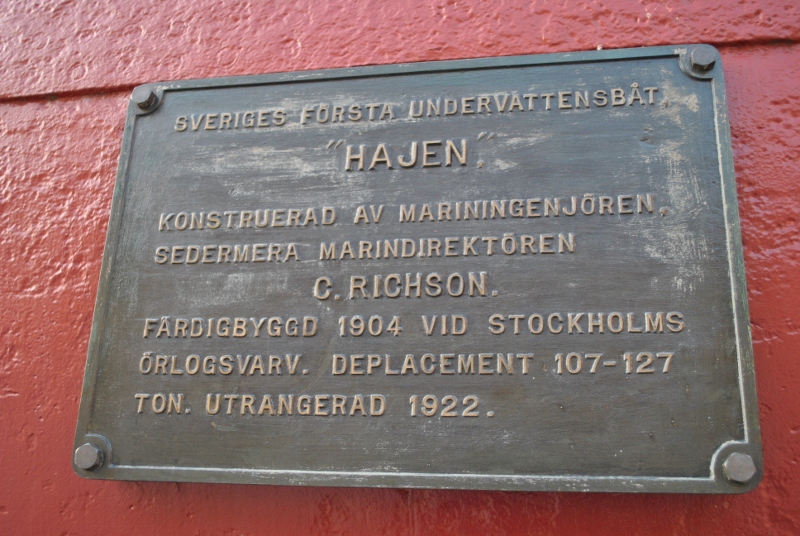 SVERIGES FÖRSTA UNDERVATTENSBÅT,
"HAJEN".
KONSTRUERAD AV MARININGENJÖREN,
SEDERMERA MARINDIREKTÖREN
C. RICHSON.
FÄRDIGBYGGD 1904 VID STOCKHOLMS
ÖRLOGSVARV. DEPLACEMENT 107-127
TON. UTRANGERAD 1922.